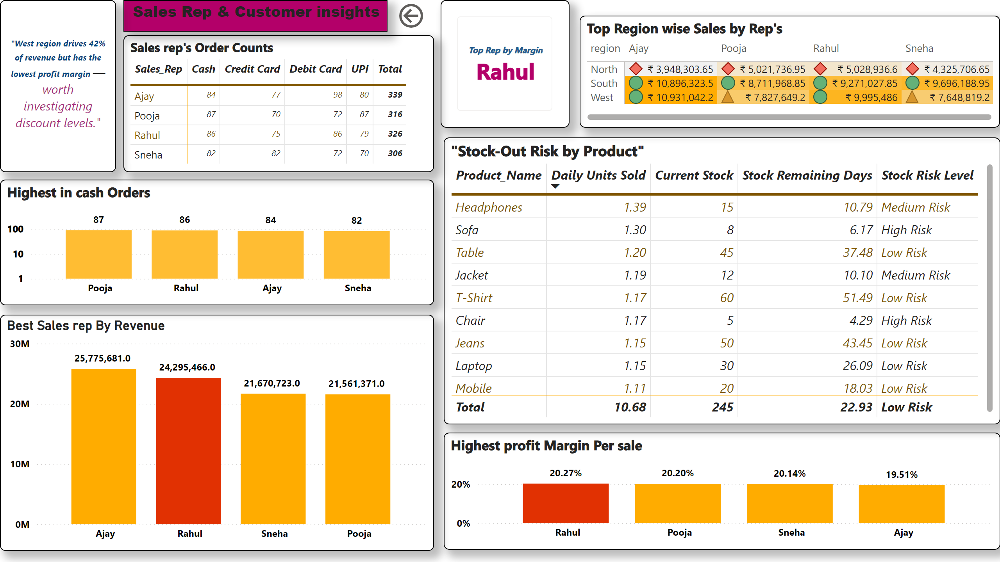 Sales Rep & Customer insights
"West region drives 42%
of revenue but has the
lowest profit margin —
worth
investigating
discount levels."
Sales rep's Order Counts
Sales_Rep Cash Credit Card Debit Card UPI Total
Ajay 84 77 98 80 339
Pooja 87 70 72 87 316
Rahul 86 75 86 79 326
Sneha 82 82 72 70 306
Top Rep by Margin
Rahul
Top Region wise Sales by Rep's
region Ajay Pooja Rahul Sneha
North ₹ 3,948,303.65 ₹ 5,021,736.95 ₹ 5,028,936.6 ₹ 4,325,706.65
South ₹ 10,896,323.5 ₹ 8,711,968.85 ₹ 9,271,027.85 ₹ 9,696,188.95
West ₹ 10,931,042.2 ₹ 7,827,649.2 ₹ 9,995,486 ₹ 7,648,819.2
Highest in cash Orders
87 86 84 82
100
10
1
Pooja Rahul Ajay Sneha
"Stock-Out Risk by Product"
Product_Name Daily Units Sold Current Stock Stock Remaining Days Stock Risk Level
Headphones 1.39 15 10.79 Medium Risk
Sofa 1.30 8 6.17 High Risk
Table 1.20 45 37.48 Low Risk
Jacket 1.19 12 10.10 Medium Risk
T-Shirt 1.17 60 51.49 Low Risk
Chair 1.17 5 4.29 High Risk
Jeans 1.15 50 43.45 Low Risk
Laptop 1.15 30 26.09 Low Risk
Mobile 1.11 20 18.03 Low Risk
Total 10.68 245 22.93 Low Risk
Best Sales rep By Revenue
30M
25,775,681.0 24,295,466.0 21,670,723.0 21,561,371.0
20M
10M
0M
Ajay Rahul Sneha Pooja
Highest profit Margin Per sale
20.27% 20.20% 20.14% 19.51%
20%
0%
Rahul Pooja Sneha Ajay